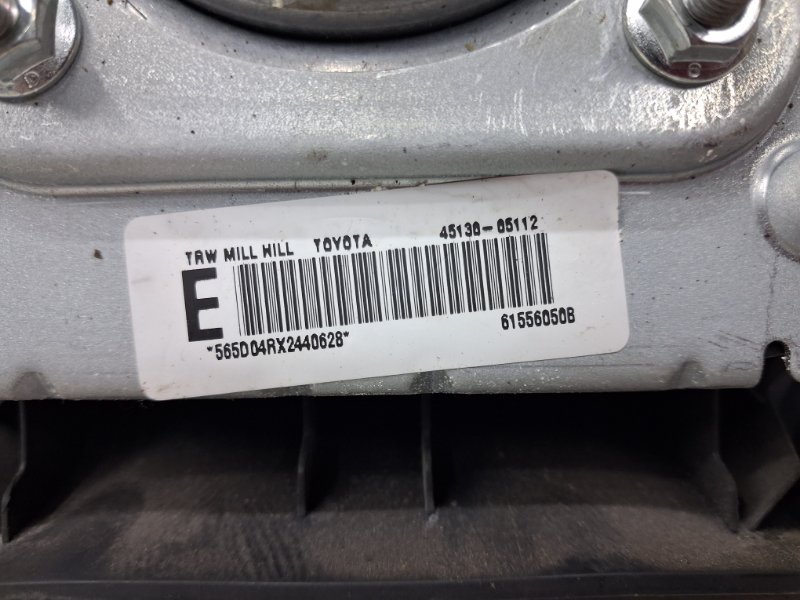 TRW MILL HILL TOYOTA 45130-05112
E
*565D04RX2440628* 61556050B